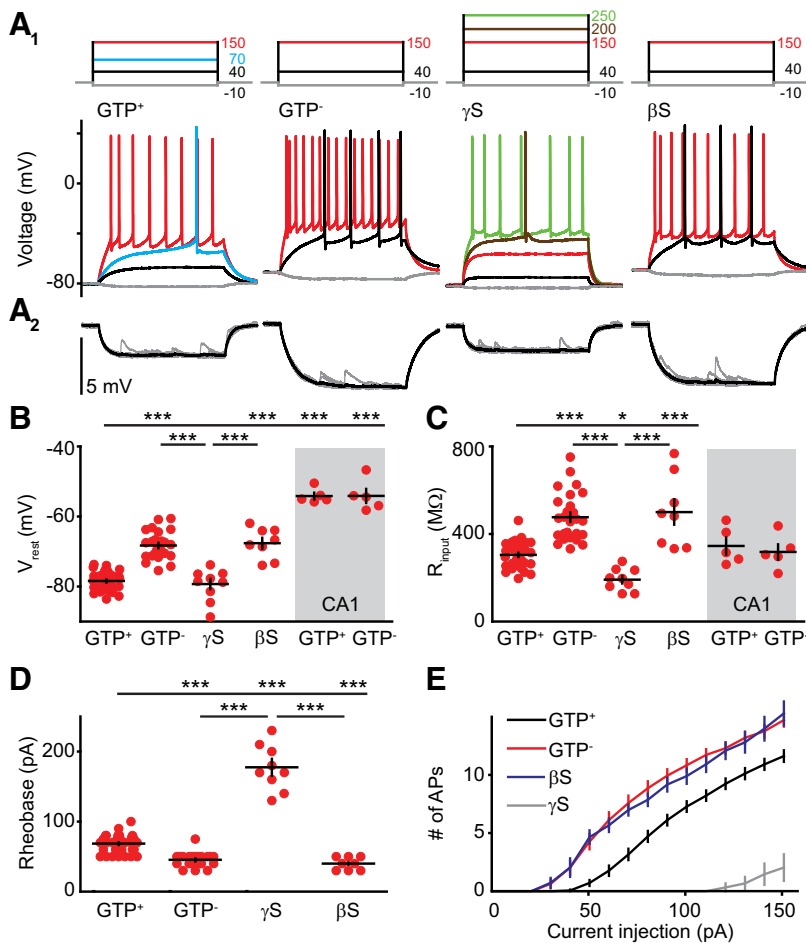 A1
150
70
40
-10
150
40
-10
250
200
150
40
-10
150
40
-10
GTP+
GTP-
γS
βS
Voltage (mV)
0
-80
A2
5 mV
B
*** *** *** ***
*** ***
Vrest (mV)
-40
-60
-80
CA1
GTP+ GTP- γS βS GTP+ GTP-
C
*** * ***
*** ***
Rinput (MΩ)
800
400
0
CA1
GTP+ GTP- γS βS GTP+ GTP-
D
*** *** ***
*** ***
Rheobase (pA)
200
100
0
GTP+ GTP- γS βS
E
GTP+
GTP-
βS
γS
# of APs
10
5
0
0 50 100 150
Current injection (pA)